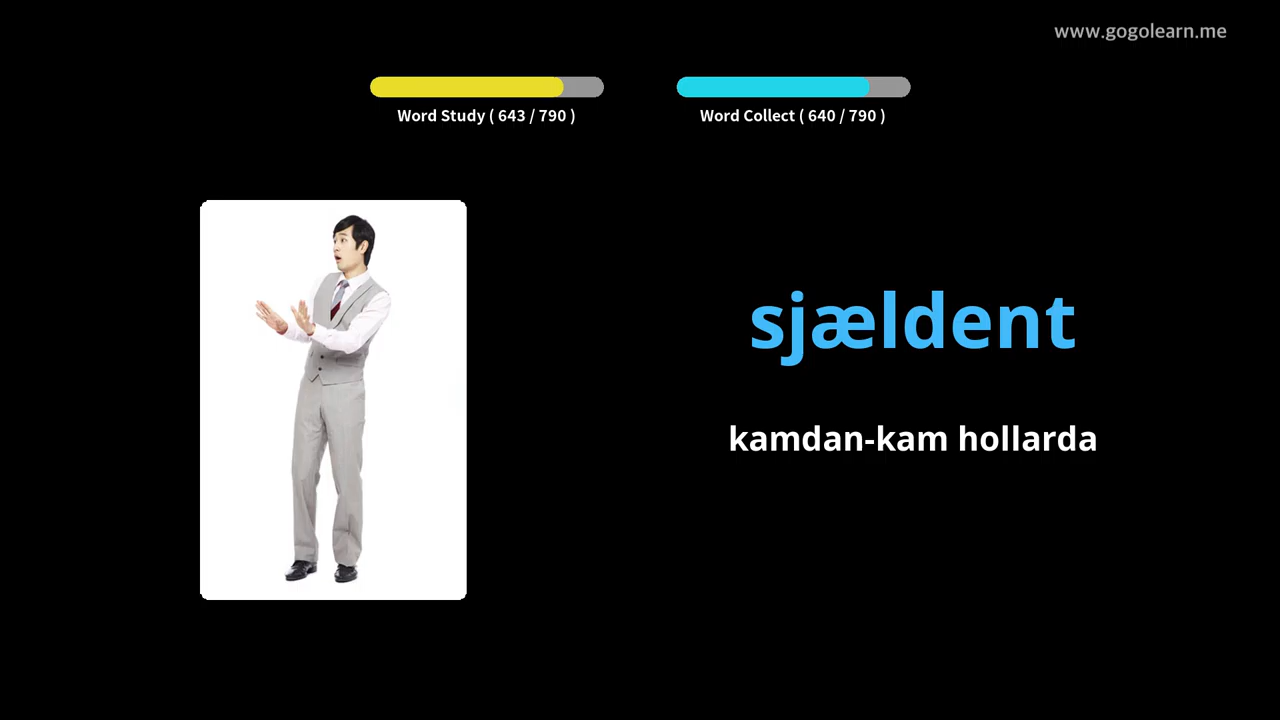 www.gogolearn.me
Word Study ( 643 / 790 )
Word Collect ( 640 / 790 )
sjældent
kamdan-kam hollarda